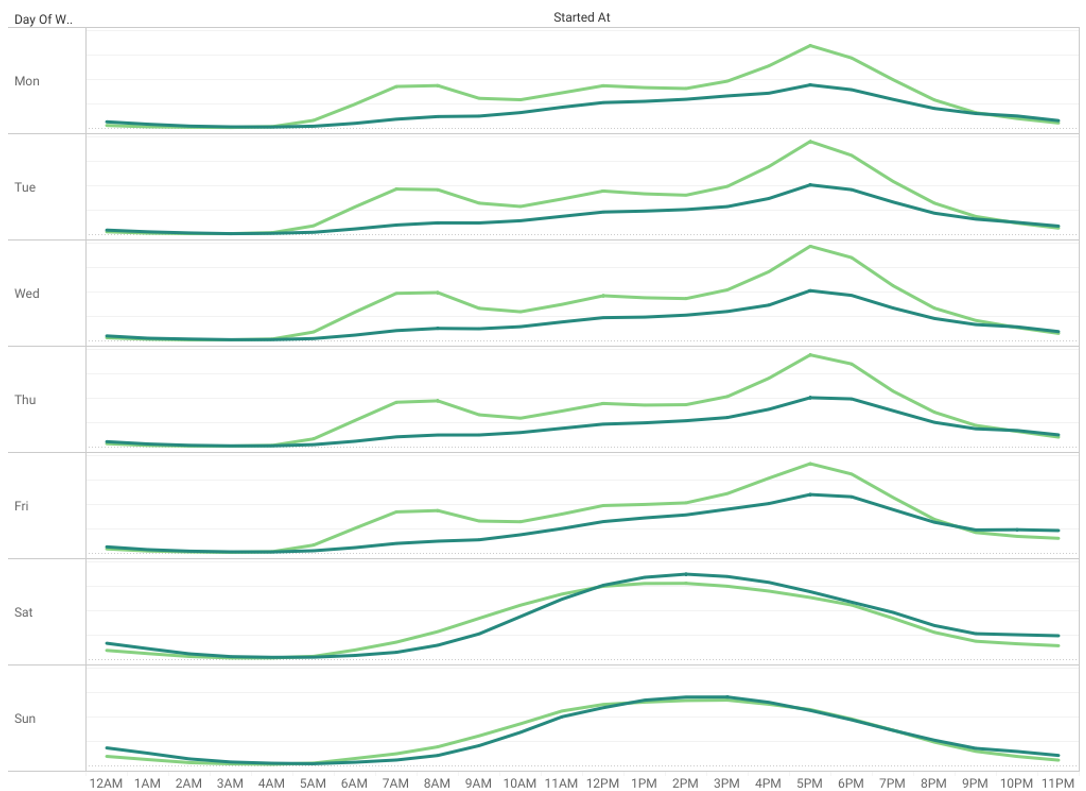 Day Of W.. Started At
Mon
Tue
Wed
Thu
Fri
Sat
Sun
12AM 1AM 2AM 3AM 4AM 5AM 6AM 7AM 8AM 9AM 10AM 11AM 12PM 1PM 2PM 3PM 4PM 5PM 6PM 7PM 8PM 9PM 10PM 11PM